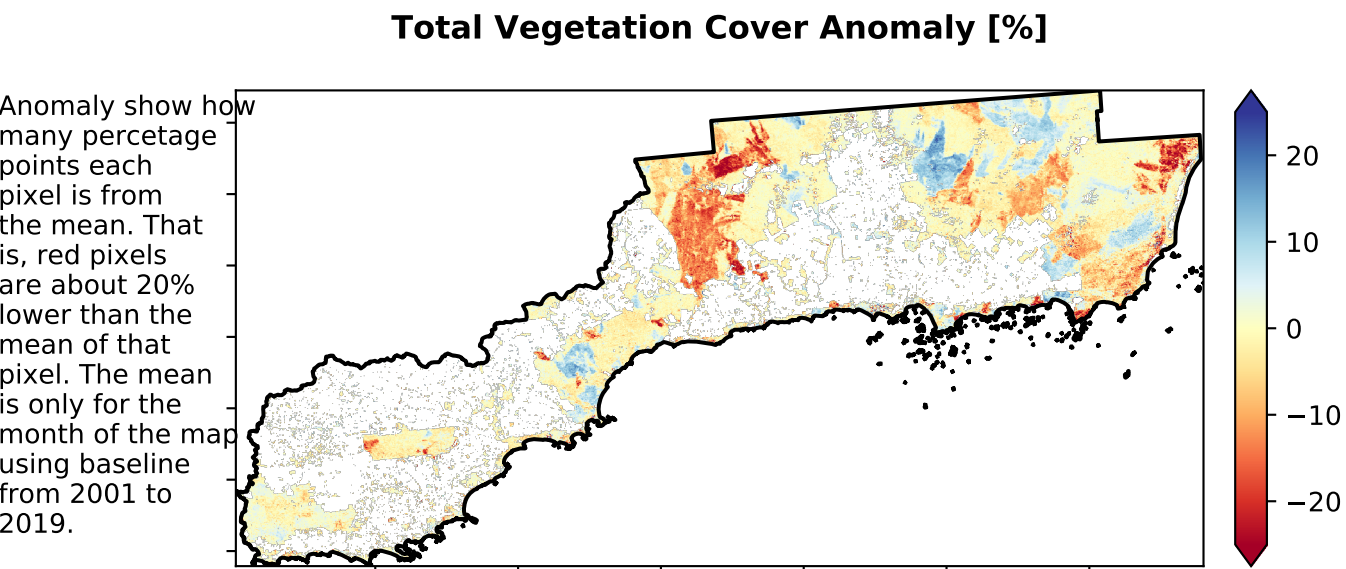 Total Vegetation Cover Anomaly [%]
Anomaly show how
many percetage
points each
pixel is from
the mean. That
is, red pixels
are about 20%
lower than the
mean of that
pixel. The mean
is only for the
month of the map
using baseline
from 2001 to
2019.
20
10
0
−10
−20